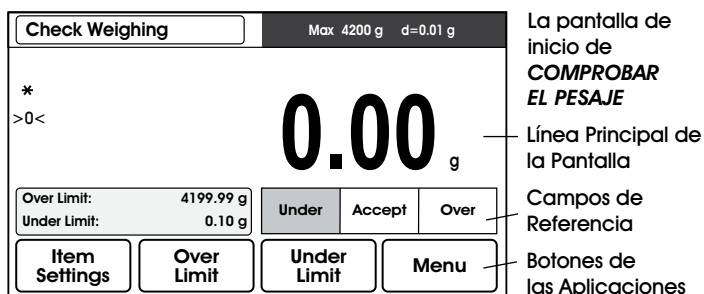 Check Weighing
Max 4200 g d=0.01 g
*
>0<
0.00 g
Over Limit: 4199.99 g
Under Limit: 0.10 g
Under Accept Over
Item Settings
Over Limit
Under Limit
Menu
La pantalla de
inicio de
COMPROBAR
EL PESAJE
Línea Principal de
la Pantalla
Campos de
Referencia
Botones de
las Aplicaciones